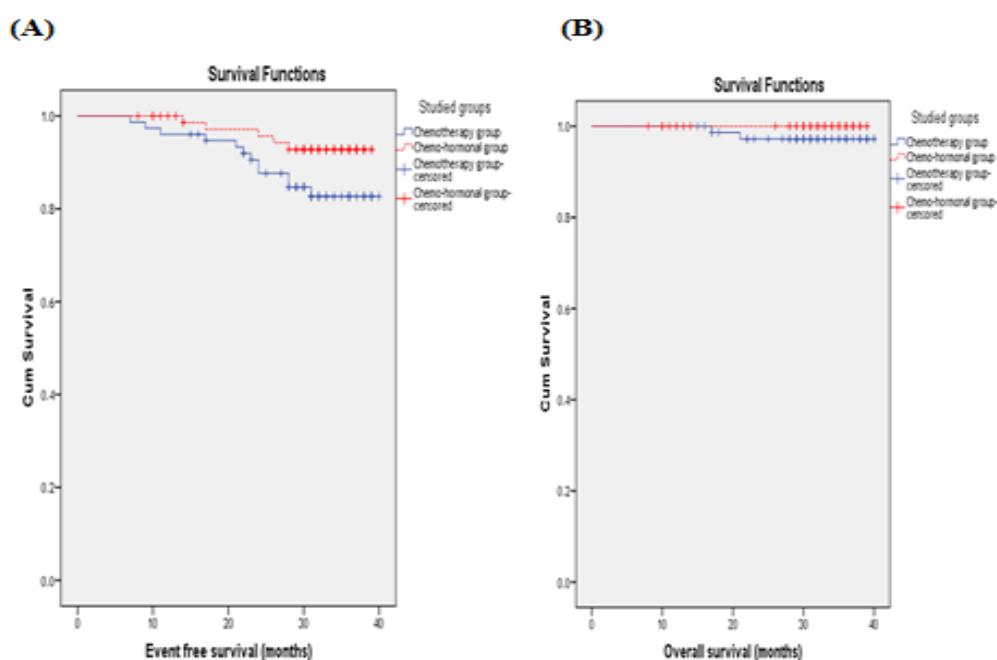 (A)
Survival Functions
Studied groups
Chemotherapy group
Chemo-hormonal group
Chemotherapy group-
censored
Chemo-hormonal group-
censored
1.0
0.8
0.6
0.4
0.2
0.0
Cum Survival
0 10 20 30 40
Event free survival (months)
(B)
Survival Functions
Studied groups
Chemotherapy group
Chemo-hormonal group
Chemotherapy group-
censored
Chemo-hormonal group-
censored
1.0
0.8
0.6
0.4
0.2
0.0
Cum Survival
0 10 20 30 40
Overall survival (months)